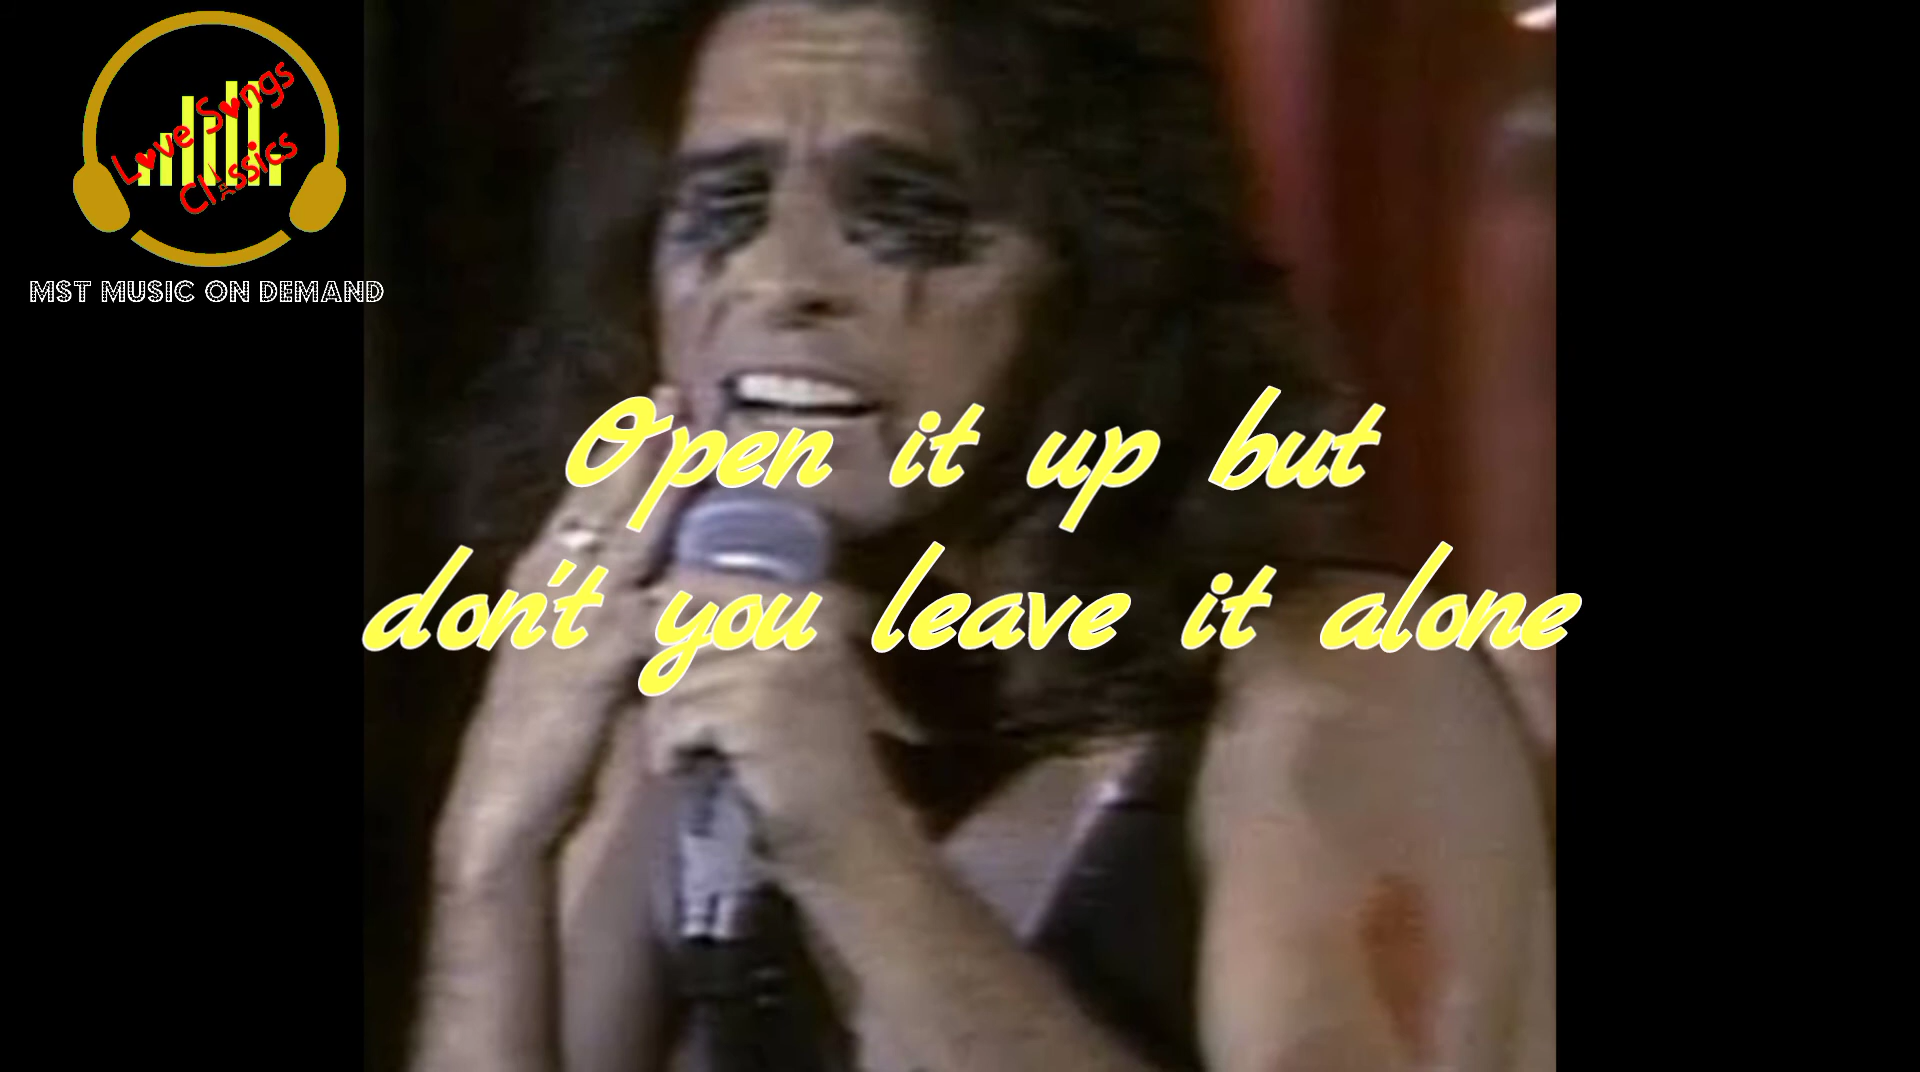 Love Songs
Classics
MST MUSIC ON DEMAND
Open it up but
don't you leave it alone